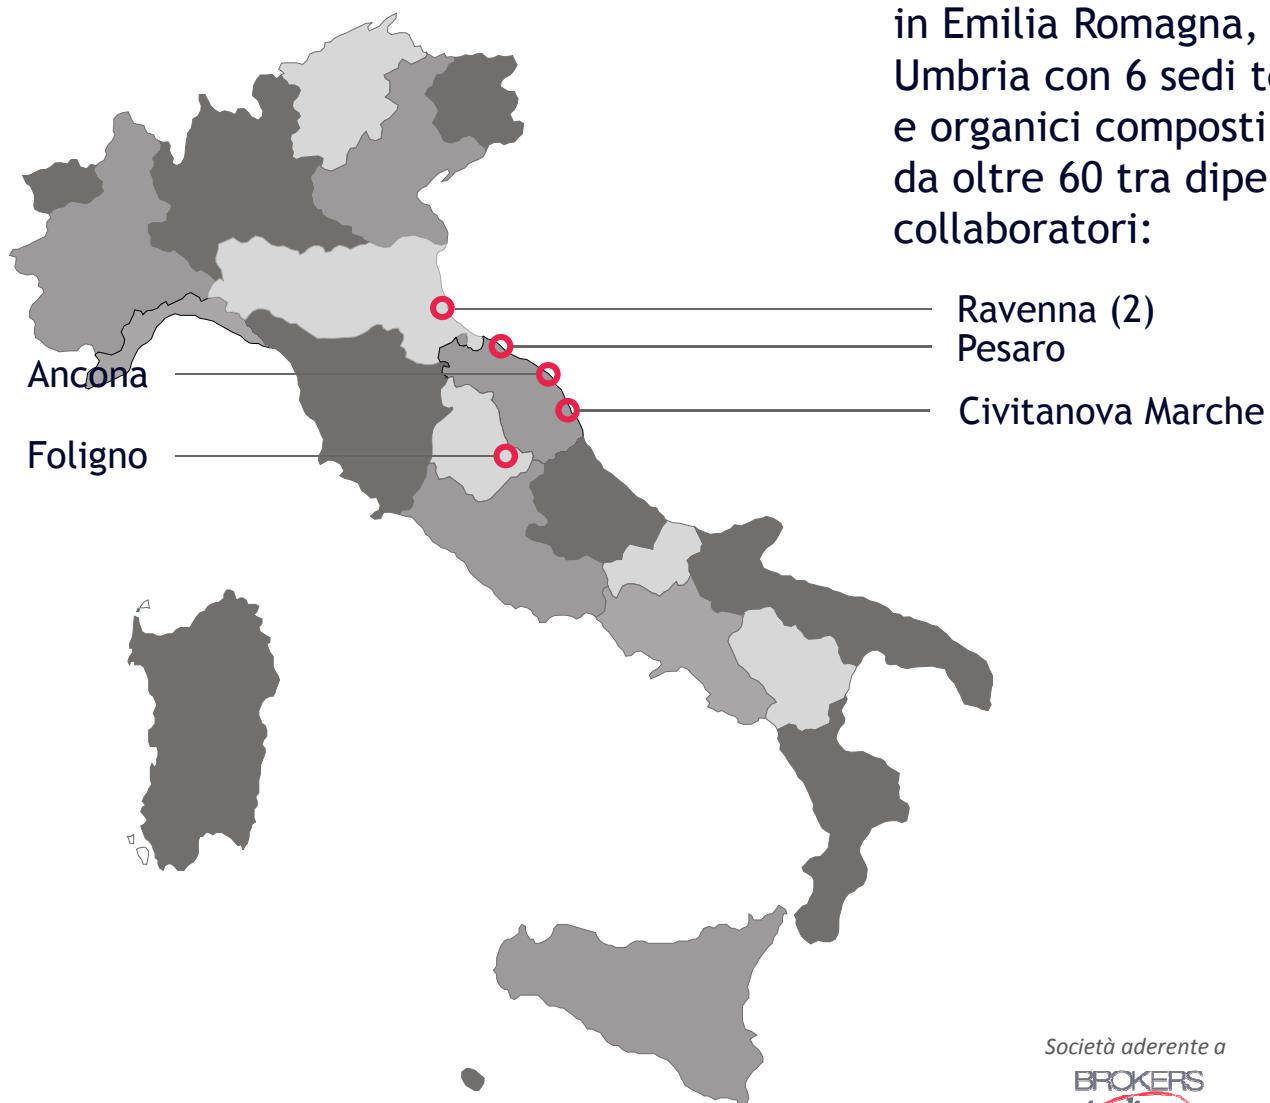 in Emilia Romagna,
Umbria con 6 sedi
e organici composti
da oltre 60 tra
collaboratori:
Ravenna (2)
Pesaro
Ancona
Civitanova Marche
Foligno
Società aderente a
BROKERS